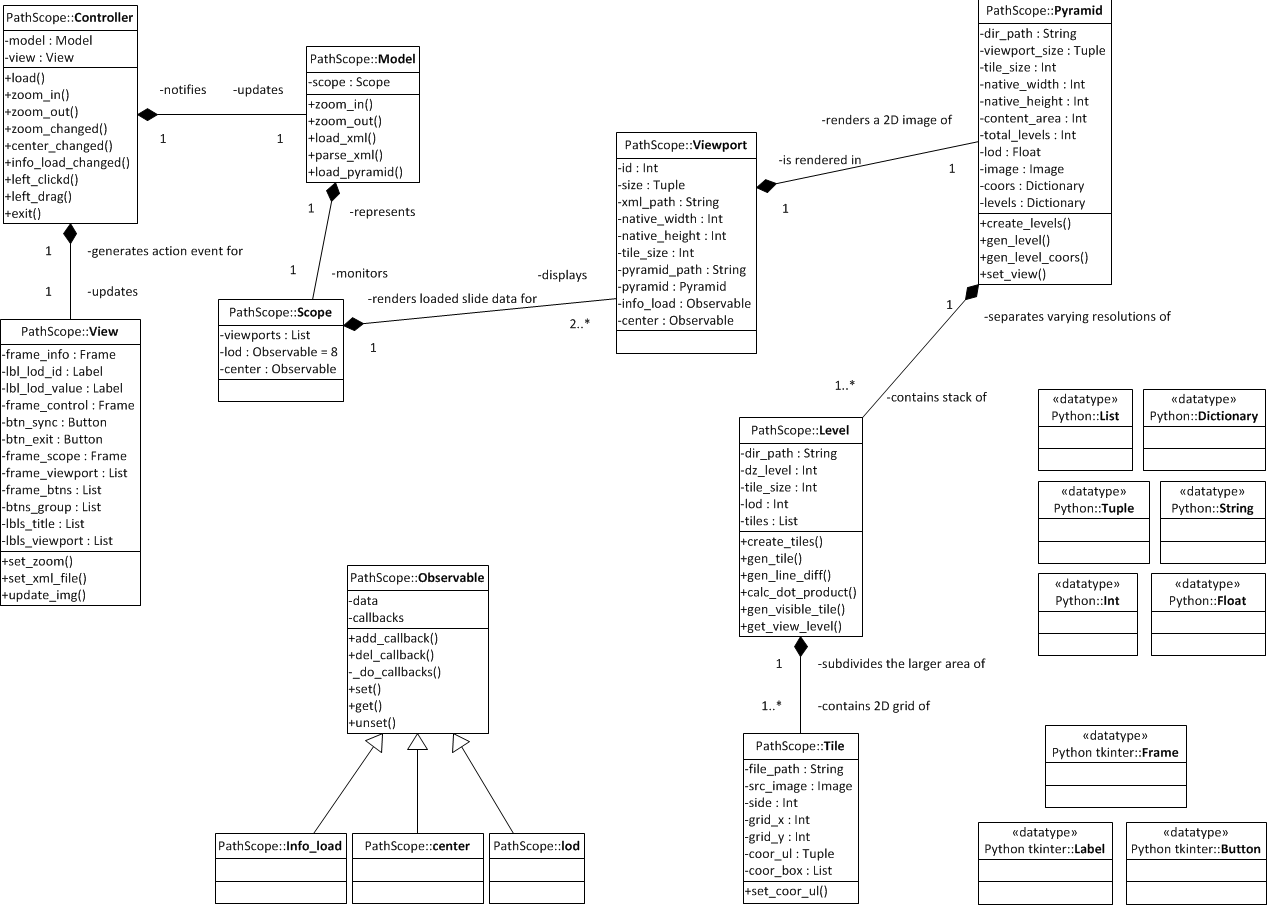 PathScope::Controller
-model : Model
-view : View
+load()
+zoom_in()
+zoom_out()
+zoom_changed()
+center_changed()
+info_load_changed()
+left_clickd()
+left_drag()
+exit()
-notifies
-updates
1
1
PathScope::Model
-scope : Scope
+zoom_in()
+zoom_out()
+load_xml()
+parse_xml()
+load_pyramid()
1
-generates action event for
1
-updates
PathScope::View
-frame_info : Frame
-lbl_lod_id : Label
-lbl_lod_value : Label
-frame_control : Frame
-btn_sync : Button
-btn_exit : Button
-frame_scope : Frame
-frame_viewport : List
-frame_btns : List
-btns_group : List
-lbls_title : List
-lbls_viewport : List
+set_zoom()
+set_xml_file()
+update_img()
1
-represents
1
-monitors
PathScope::Scope
-viewports : List
-lod : Observable = 8
-center : Observable
-displays
-renders loaded slide data for
2..*
1
PathScope::Viewport
-id : Int
-size : Tuple
-xml_path : String
-native_width : Int
-native_height : Int
-tile_size : Int
-pyramid_path : String
-pyramid : Pyramid
-info_load : Observable
-center : Observable
-renders a 2D image of
-is rendered in
1
1
PathScope::Pyramid
-dir_path : String
-viewport_size : Tuple
-tile_size : Int
-native_width : Int
-native_height : Int
-content_area : Int
-total_levels : Int
-lod : Float
-image : Image
-coors : Dictionary
-levels : Dictionary
+create_levels()
+gen_level()
+gen_level_coors()
+set_view()
1
-separates varying resolutions of
1..*
-contains stack of
PathScope::Level
-dir_path : String
-dz_level : Int
-tile_size : Int
-lod : Int
-tiles : List
+create_tiles()
+gen_tile()
+gen_line_diff()
+calc_dot_product()
+gen_visible_tile()
+get_view_level()
1
-subdivides the larger area of
1..*
-contains 2D grid of
PathScope::Tile
-file_path : String
-src_image : Image
-side : Int
-grid_x : Int
-grid_y : Int
-coor_ul : Tuple
-coor_box : List
+set_coor_ul()
PathScope::Observable
-data
-callbacks
+add_callback()
+del_callback()
-_do_callbacks()
+set()
+get()
+unset()
PathScope::Info_load
PathScope::center
PathScope::lod
«datatype»
Python::List
«datatype»
Python::Dictionary
«datatype»
Python::Tuple
«datatype»
Python::String
«datatype»
Python::Int
«datatype»
Python::Float
«datatype»
Python tkinter::Frame
«datatype»
Python tkinter::Label
«datatype»
Python tkinter::Button